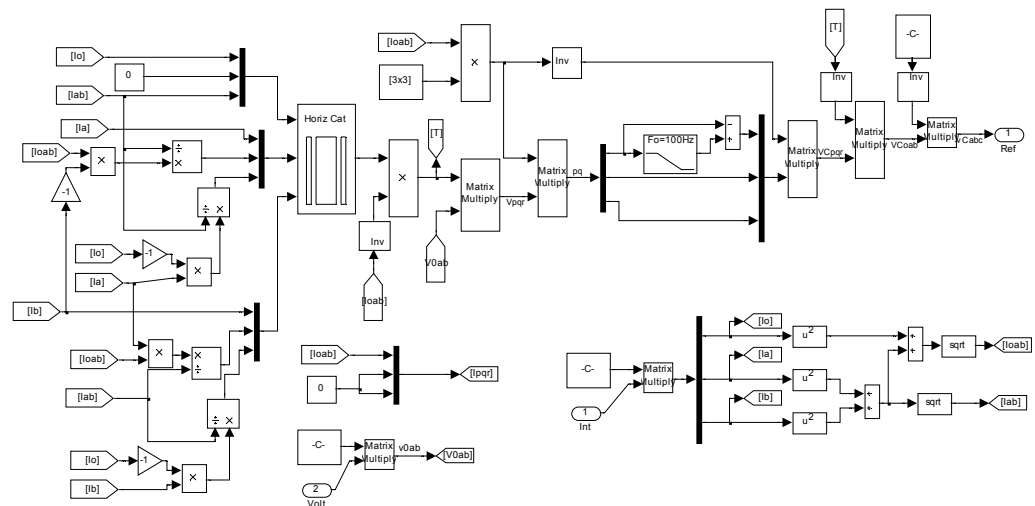 [Io]
0
[Iab]
[Ia]
[Ioab]
×
÷
×
-1
÷ ×
[Io]
-1
×
[Ia]
[Ib]
[Ioab]
×
×
÷
[Iab]
÷ ×
[Io]
-1
×
[Ib]
Horiz Cat
[Ioab]
[3x3]
×
Inv
[T]
×
Inv
[Ioab]
Matrix
Multiply
V0ab
Vpqr
Matrix
Multiply
pq
Fo=100Hz
−
+
Matrix
Multiply
VCpqr
[T]
Inv
Matrix
Multiply
VCoab
-C-
Inv
Matrix
Multiply
vCabc
1
Ref
[Ioab]
0
[Ipqr]
-C-
Matrix
Multiply
v0ab
[V0ab]
2
Volt
-C-
Matrix
Multiply
1
Int
[Io]
[Ia]
[Ib]
u²
u²
u²
+
+
+
+
sqrt
sqrt
[Ioab]
[Iab]